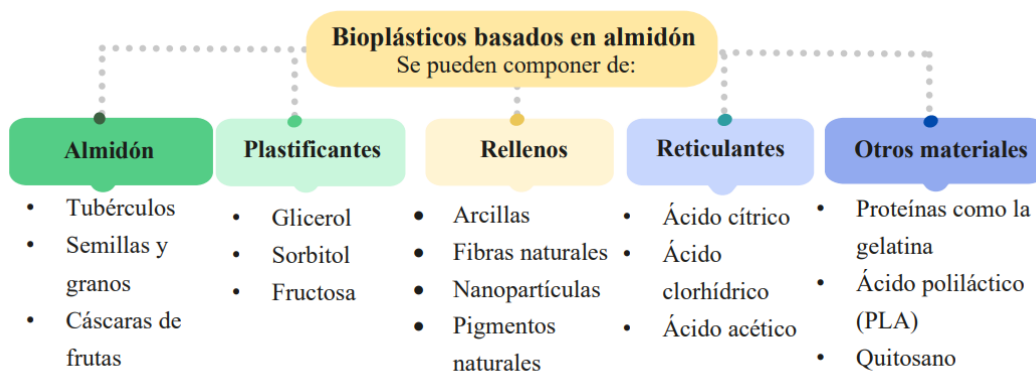 Bioplásticos basados en almidón
Se pueden componer de:
Almidón
• Tubérculos
• Semillas y
granos
• Cáscaras de
frutas
Plastificantes
• Glicerol
• Sorbitol
• Fructosa
Rellenos
• Arcillas
• Fibras naturales
• Nanopartículas
• Pigmentos
naturales
Reticulantes
• Ácido cítrico
• Ácido
clorhídrico
• Ácido acético
Otros materiales
• Proteínas como la
gelatina
• Ácido poliláctico
(PLA)
• Quitosano